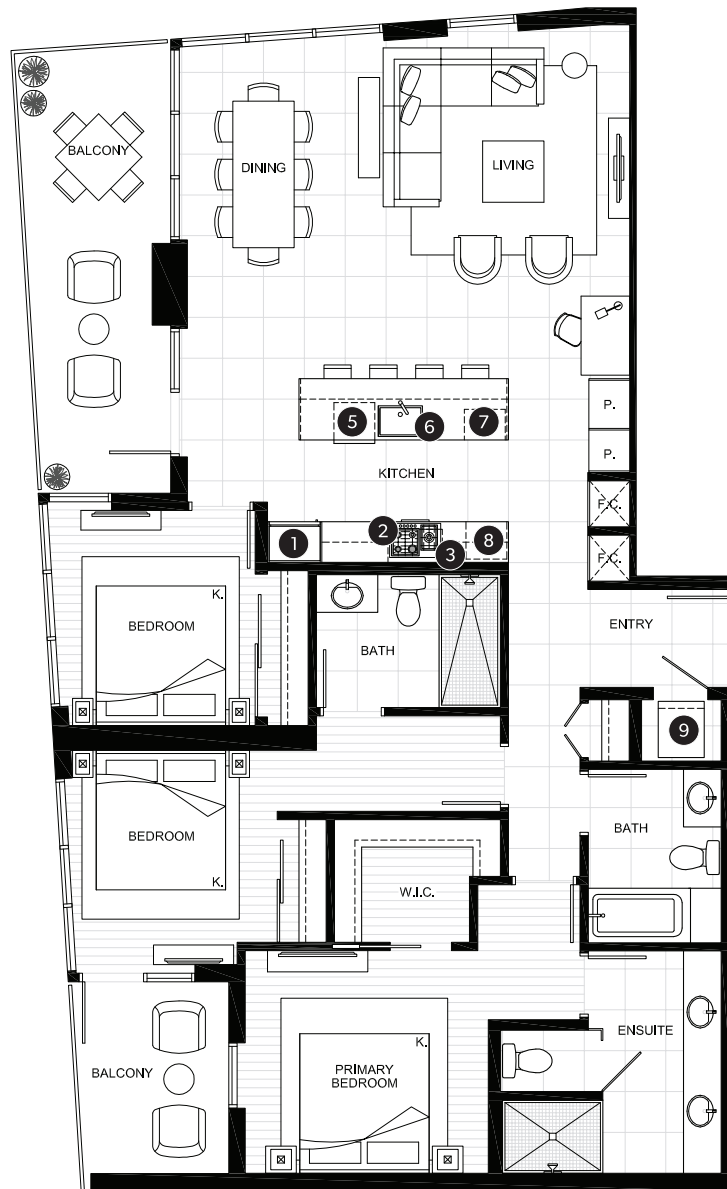 BALCONY
DINING
LIVING
P.
5
6
7
P.
KITCHEN
F.C.
1
2
3
8
F.C.
K.
BEDROOM
BATH
ENTRY
9
BEDROOM
BATH
K.
W.I.C.
ENSUITE
K.
BALCONY
PRIMARY
BEDROOM